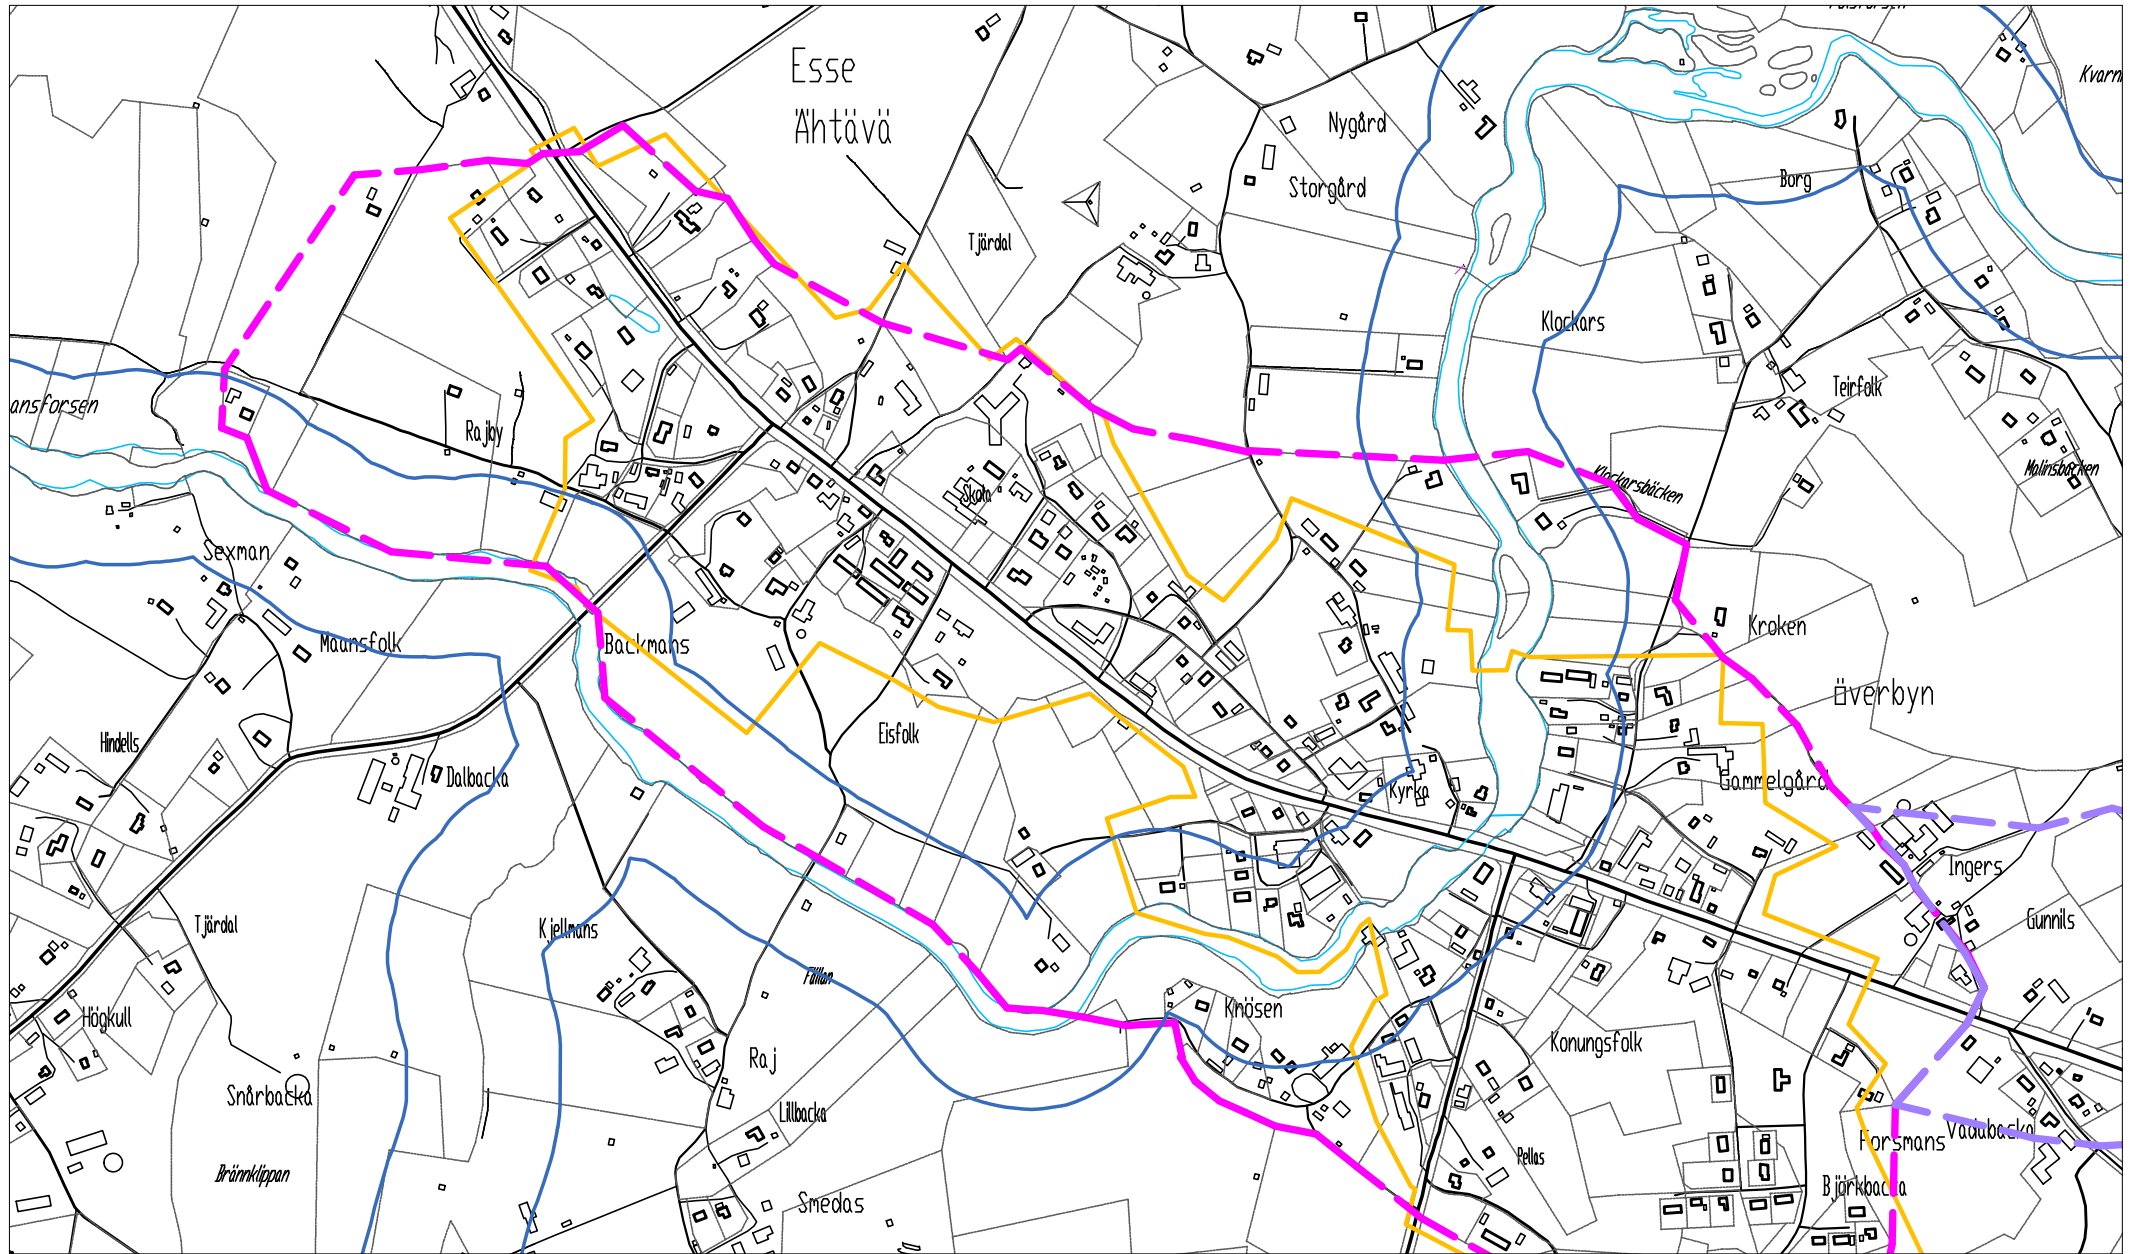 Esse
Ähtävä
Kvarn
Nygård
Storgård
Borg
Tjärdal
Klockars
Teirfolk
ansforsen
Rajby
Malinsbacken
Klockarsbäcken
Skola
Sexman
Maansfolk
Backmans
Kroken
Överbyn
Hindells
Eisfolk
Dalbacka
Kyrka
Gammelgård
Ingers
Gunnils
Tjärdal
Kjellmans
Fällan
Högkull
Knösen
Konungsfolk
Raj
Snårbacka
Lillbacka
Forsmans
Vadabacka
Pellas
Brännklippan
Björkbacka
Smedas